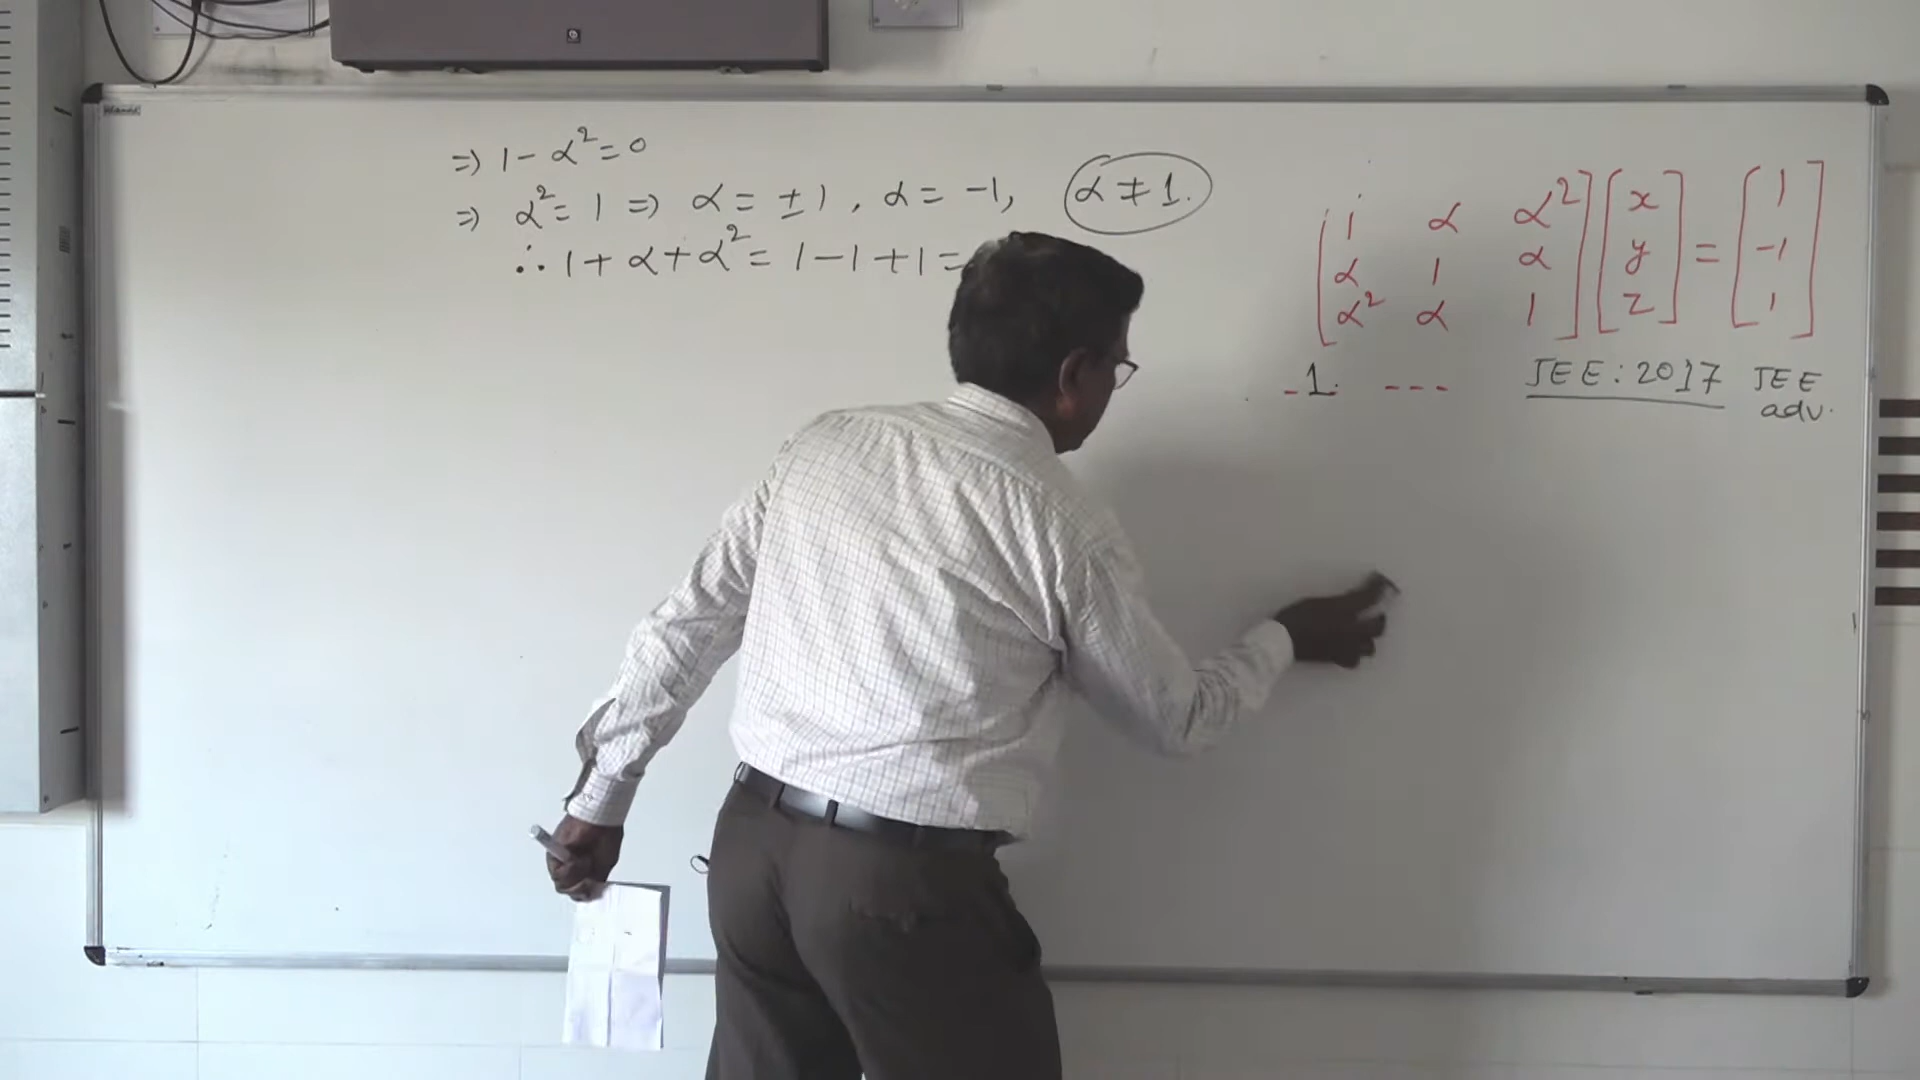 ⇒ 1 - α² = 0
⇒ α² = 1 ⇒ α = ±1, α = -1, α ≠ 1.
∴ 1 + α + α² = 1 - 1 + 1 =
[1 α α²] [x] = [1]
[α 1 α] [y] [-1]
[α² α 1] [z] [1]
- 1. - - - JEE : 2017 JEE
adv.